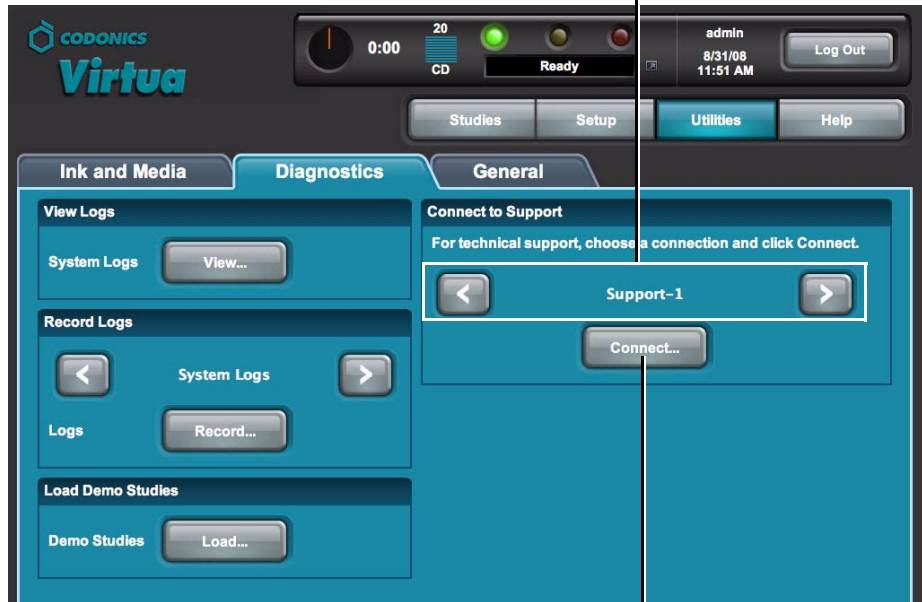 CODONICS
Virtua
0:00
20
CD
Ready
admin
8/31/08
11:51 AM
Log Out
Studies
Setup
Utilities
Help
Ink and Media
Diagnostics
General
View Logs
System Logs
View...
Record Logs
<
System Logs
>
Logs
Record...
Load Demo Studies
Demo Studies
Load...
Connect to Support
For technical support, choose a connection and click Connect.
<
Support-1
>
Connect...